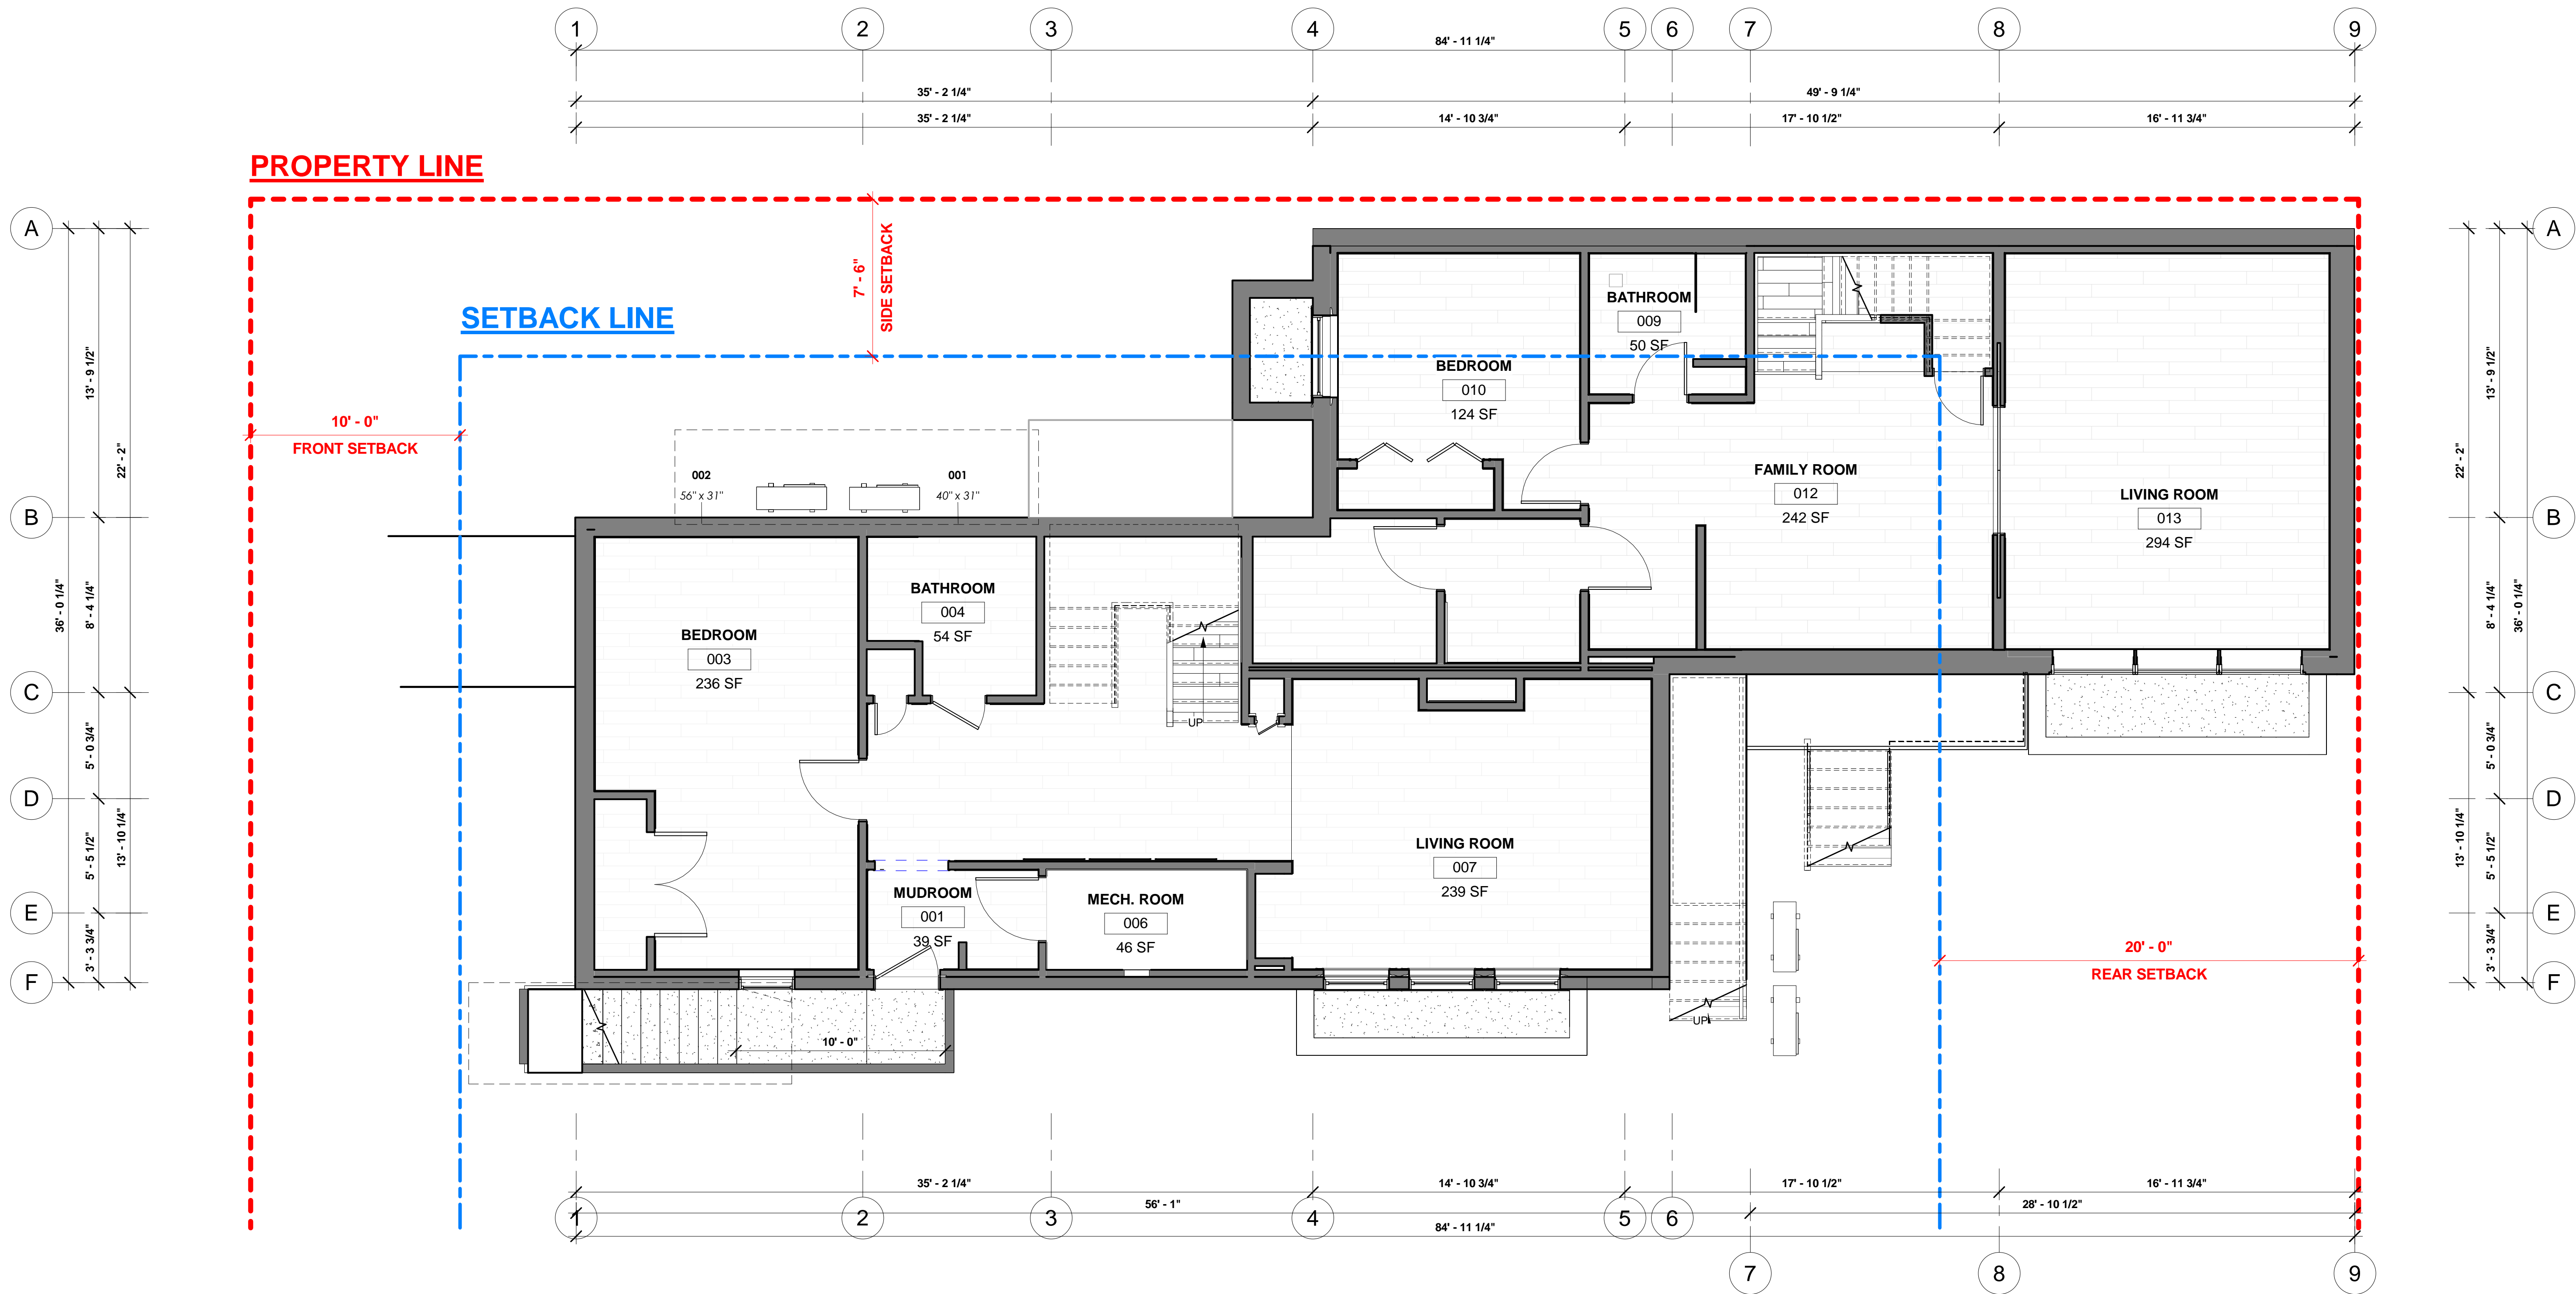 1 2 3 4 5 6 7 8 9
84' - 11 1/4"
35' - 2 1/4" 49' - 9 1/4"
35' - 2 1/4" 14' - 10 3/4" 17' - 10 1/2" 16' - 11 3/4"
PROPERTY LINE
SETBACK LINE
7' - 6"
SIDE SETBACK
10' - 0"
FRONT SETBACK
A
B
C
D
E
F
36' - 0 1/4"
13' - 9 1/2"
8' - 4 1/4"
5' - 0 3/4"
5' - 5 1/2"
3' - 3 3/4"
22' - 2"
13' - 10 1/4"
002
56" x 31"
001
40" x 31"
BEDROOM
010
124 SF
BATHROOM
009
50 SF
FAMILY ROOM
012
242 SF
LIVING ROOM
013
294 SF
BEDROOM
003
236 SF
BATHROOM
004
54 SF
UP
LIVING ROOM
007
239 SF
MUDROOM
001
39 SF
MECH. ROOM
006
46 SF
UP
10' - 0"
20' - 0"
REAR SETBACK
22' - 2"
13' - 10 1/4"
13' - 9 1/2"
8' - 4 1/4"
5' - 0 3/4"
5' - 5 1/2"
3' - 3 3/4"
36' - 0 1/4"
A
B
C
D
E
F
35' - 2 1/4" 14' - 10 3/4" 17' - 10 1/2" 16' - 11 3/4"
56' - 1" 28' - 10 1/2"
84' - 11 1/4"
1 2 3 4 5 6
7 8 9